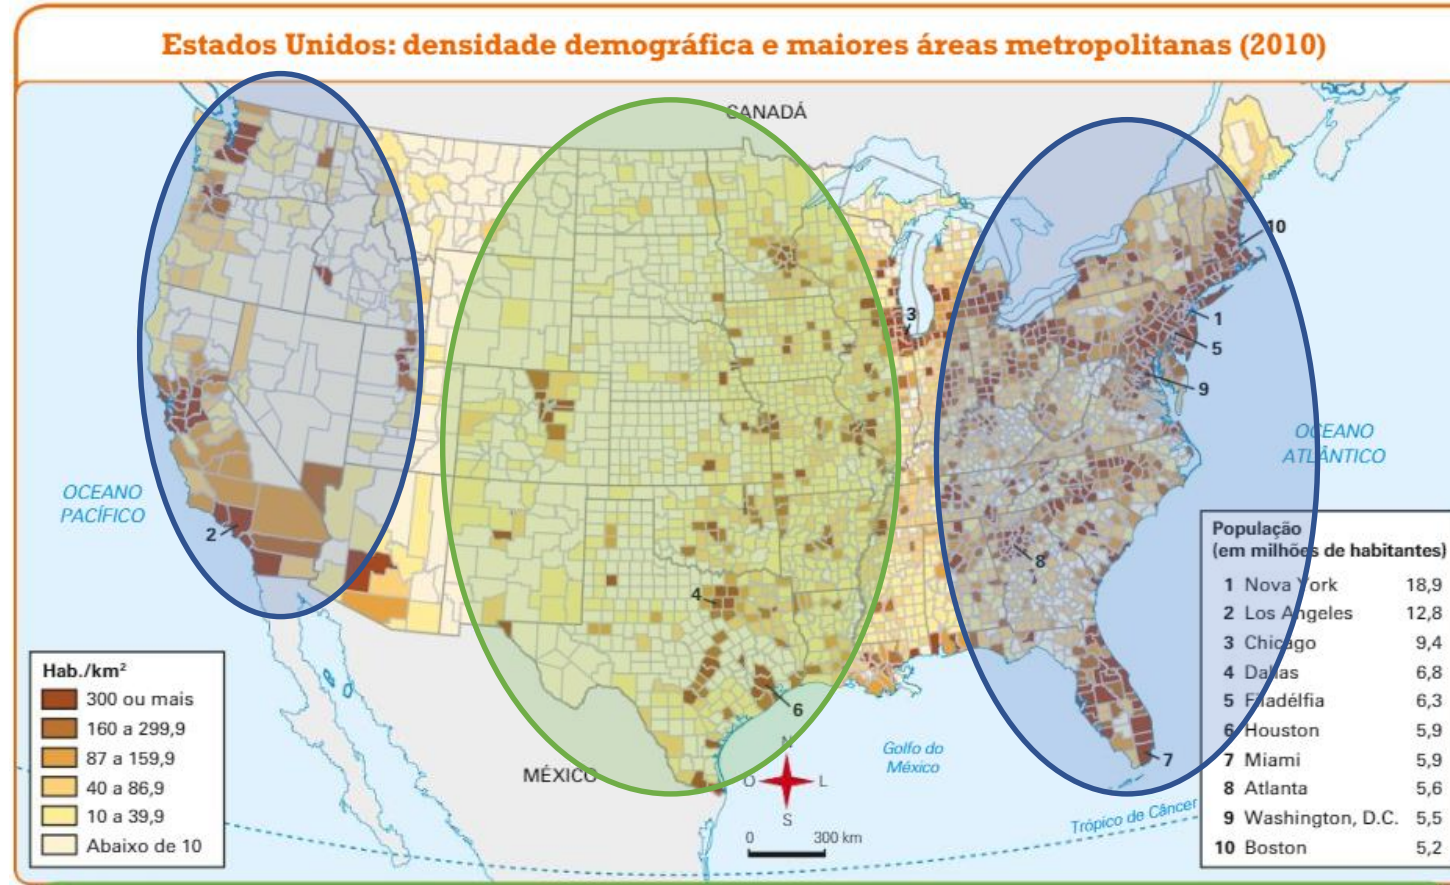 Estados Unidos: densidade demográfica e maiores áreas metropolitanas (2010)
CANADÁ
10
3
1
5
9
OCEANO
ATLÂNTICO
OCEANO
PACÍFICO
2
8
4
6
7
MÉXICO
Golfo do
México
Trópico de Câncer
N
O
L
S
0 300 km
Hab./km²
300 ou mais
160 a 299,9
87 a 159,9
40 a 86,9
10 a 39,9
Abaixo de 10
População
(em milhões de habitantes)
1 Nova York 18,9
2 Los Angeles 12,8
3 Chicago 9,4
4 Dallas 6,8
5 Filadélfia 6,3
6 Houston 5,9
7 Miami 5,9
8 Atlanta 5,6
9 Washington, D.C. 5,5
10 Boston 5,2